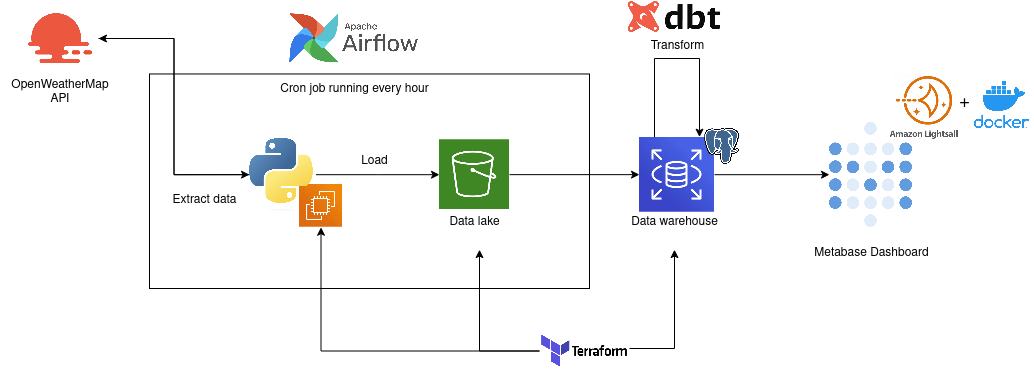 OpenWeatherMap
API
Apache
Airflow
Cron job running every hour
Extract data
Load
Data lake
dbt
Transform
Data warehouse
Amazon Lightsail
+
docker
Metabase Dashboard
Terraform